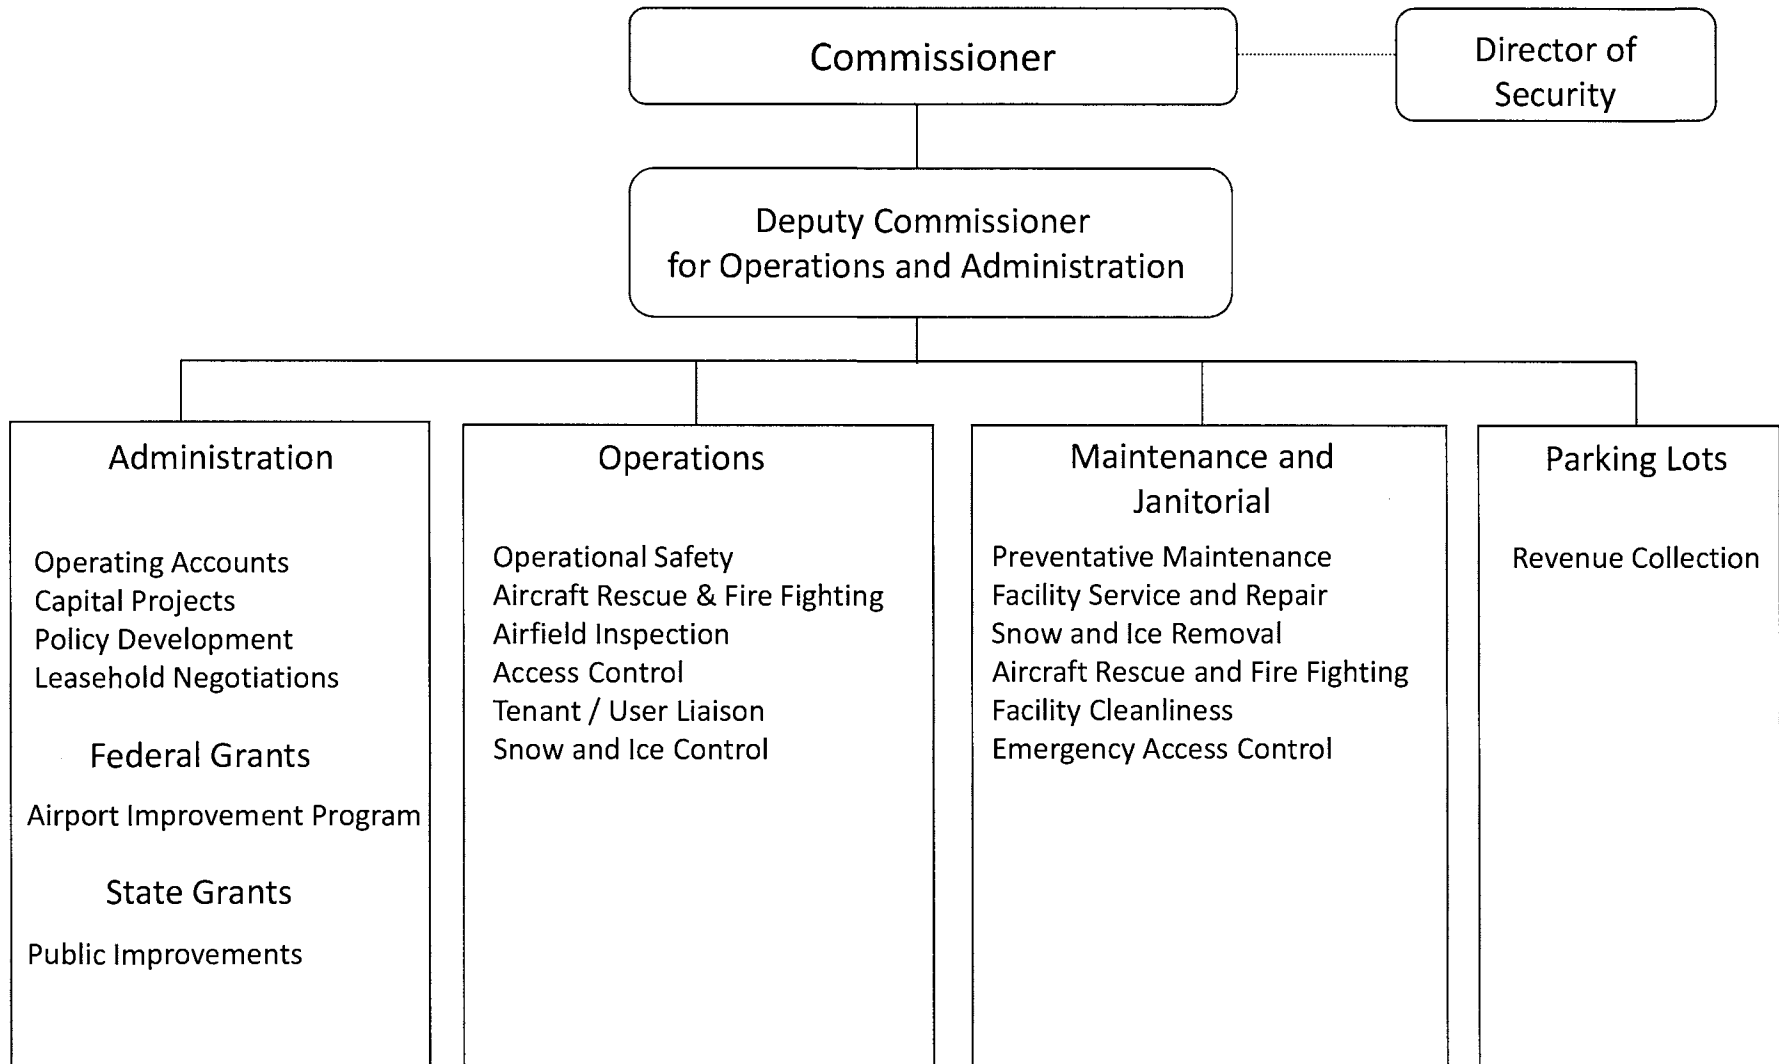 Commissioner
Director of
Security
Deputy Commissioner
for Operations and Administration
Administration
Operating Accounts
Capital Projects
Policy Development
Leasehold Negotiations
Federal Grants
Airport Improvement Program
State Grants
Public Improvements
Operations
Operational Safety
Aircraft Rescue & Fire Fighting
Airfield Inspection
Access Control
Tenant / User Liaison
Snow and Ice Control
Maintenance and
Janitorial
Preventative Maintenance
Facility Service and Repair
Snow and Ice Removal
Aircraft Rescue and Fire Fighting
Facility Cleanliness
Emergency Access Control
Parking Lots
Revenue Collection